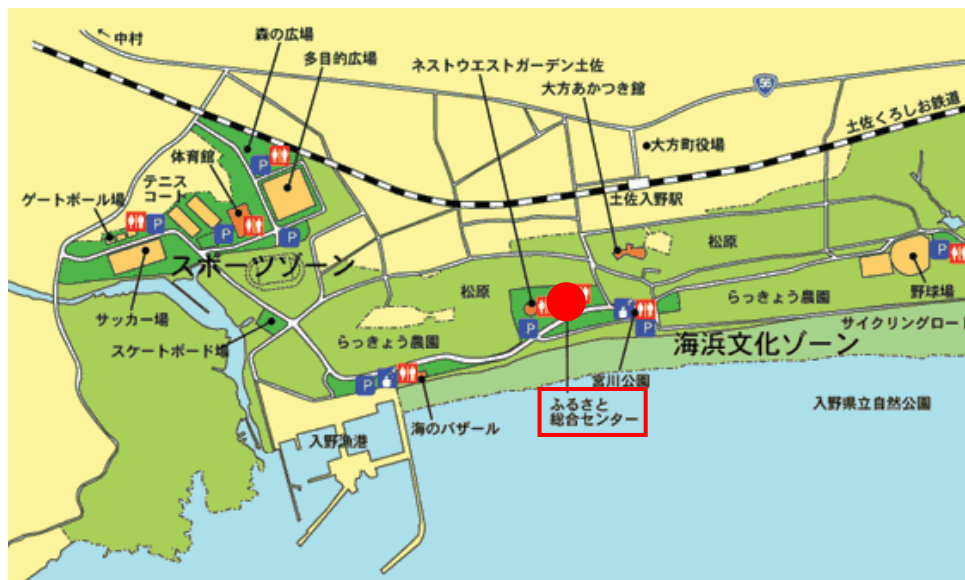 中村
森の広場
多目的広場
ネストウエストガーデン土佐
大方あかつき館
56
土佐くろしお鉄道
体育館
大方町役場
テニス
コート
ゲートボール場
P
P
P
P
土佐入野駅
松原
スポーツゾーン
松原
P
サッカー場
らっきょう農園
野球場
スケートボード場
らっきょう農園
P
P
サイクリングロード
海浜文化ゾーン
宮川公園
P
ふるさと
総合センター
入野県立自然公園
海のバザール
入野漁港